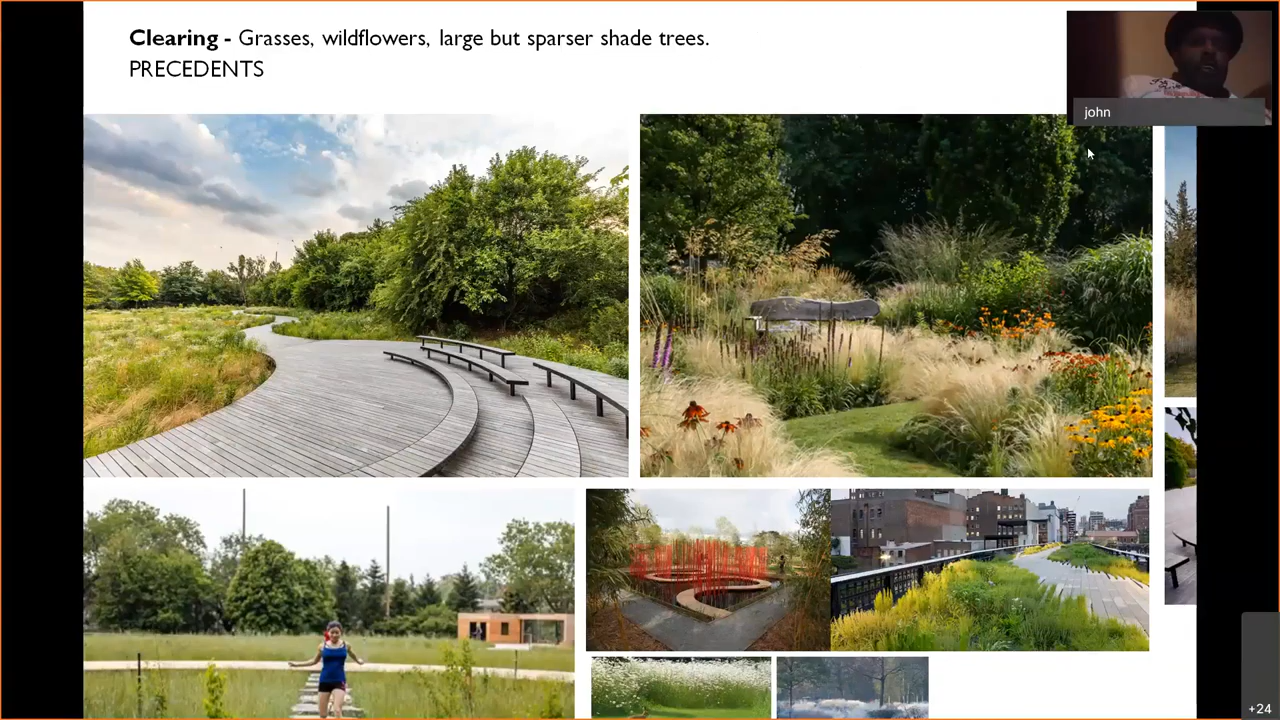 Clearing - Grasses, wildflowers, large but sparser shade trees.
PRECEDENTS
john
+24